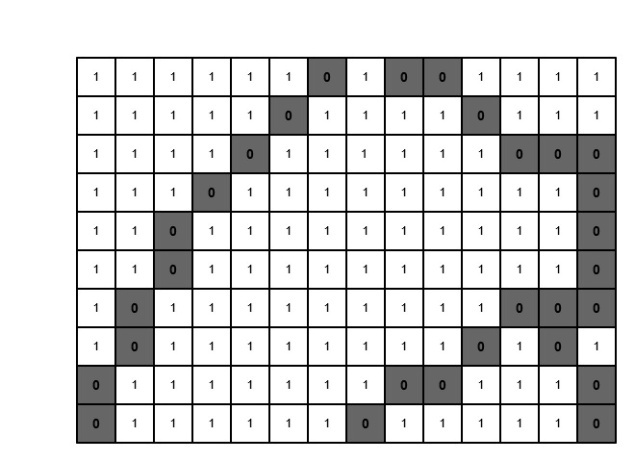 1 1 1 1 1 1 0 1 0 0 1 1 1 1
1 1 1 1 1 0 1 1 1 1 0 1 1 1
1 1 1 1 0 1 1 1 1 1 1 0 0 0
1 1 1 0 1 1 1 1 1 1 1 1 1 0
1 1 0 1 1 1 1 1 1 1 1 1 1 0
1 1 0 1 1 1 1 1 1 1 1 1 1 0
1 0 1 1 1 1 1 1 1 1 1 0 0 0
1 0 1 1 1 1 1 1 1 1 0 1 0 1
0 1 1 1 1 1 1 1 0 0 1 1 1 0
0 1 1 1 1 1 1 0 1 1 1 1 1 0